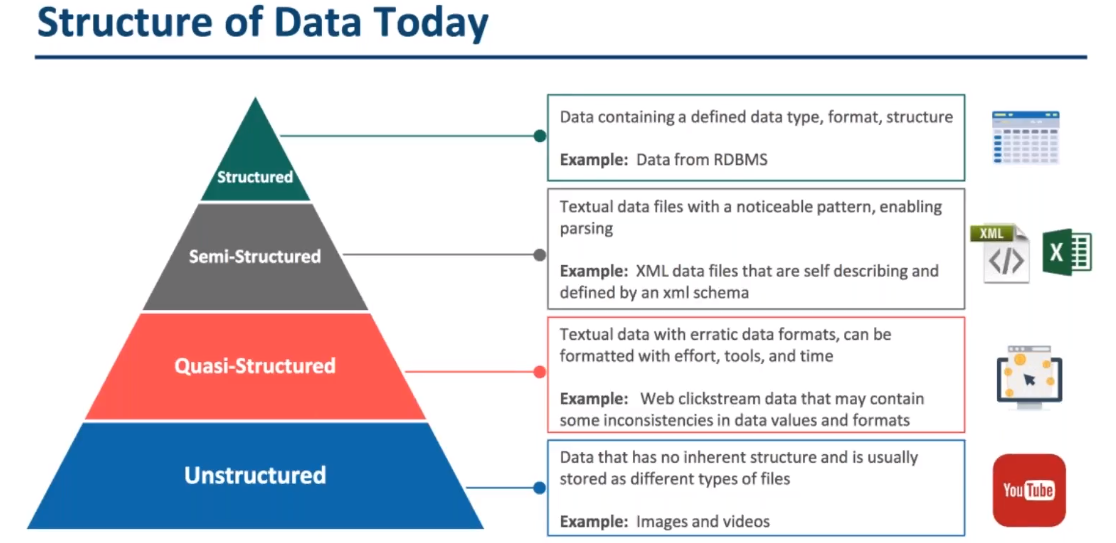 Structure of Data Today
Structured
Data containing a defined data type, format, structure
Example: Data from RDBMS
Semi-Structured
Textual data files with a noticeable pattern, enabling
parsing
Example: XML data files that are self describing and
defined by an xml schema
XML
</>
X
Quasi-Structured
Textual data with erratic data formats, can be
formatted with effort, tools, and time
Example: Web clickstream data that may contain
some inconsistencies in data values and formats
Unstructured
Data that has no inherent structure and is usually
stored as different types of files
Example: Images and videos
YouTube